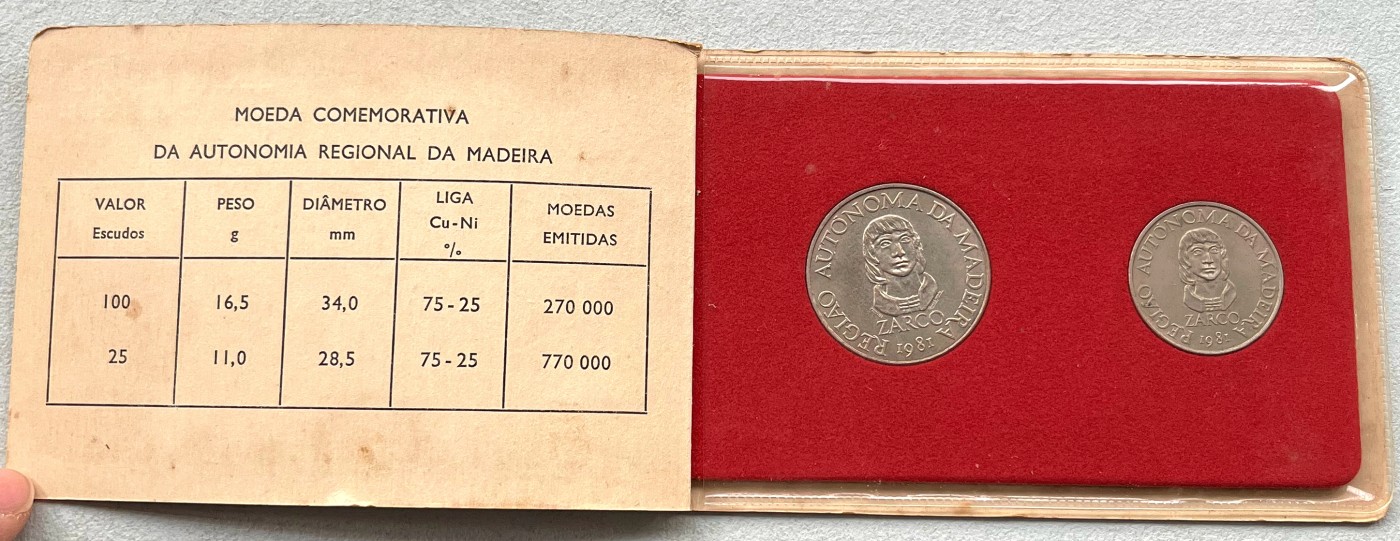 MOEDA COMEMORATIVA
DA AUTONOMIA REGIONAL DA MADEIRA
VALOR Escudos
PESO g
DIÂMETRO mm
LIGA Cu-Ni %
MOEDAS EMITIDAS
100 16,5 34,0 75-25 270 000
25 11,0 28,5 75-25 770 000
REGIÃO AUTÓNOMA DA MADEIRA
ZARCO
1981
REGIÃO AUTÓNOMA DA MADEIRA
ZARCO
1981